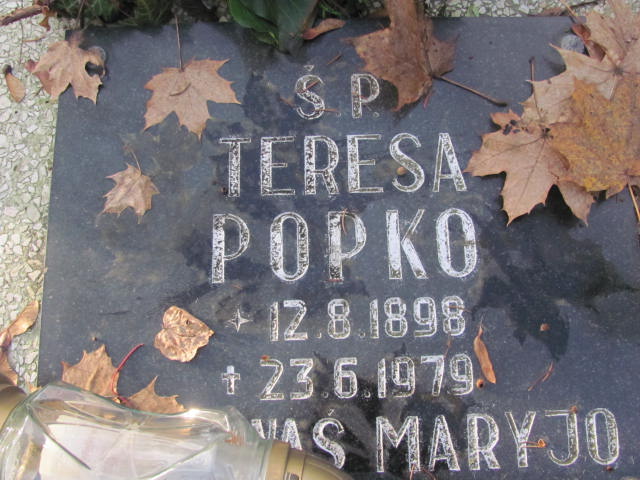 Ś.P.
TERESA
POPKO
12.8.1898
✝ 23.6.1979
MARYJO